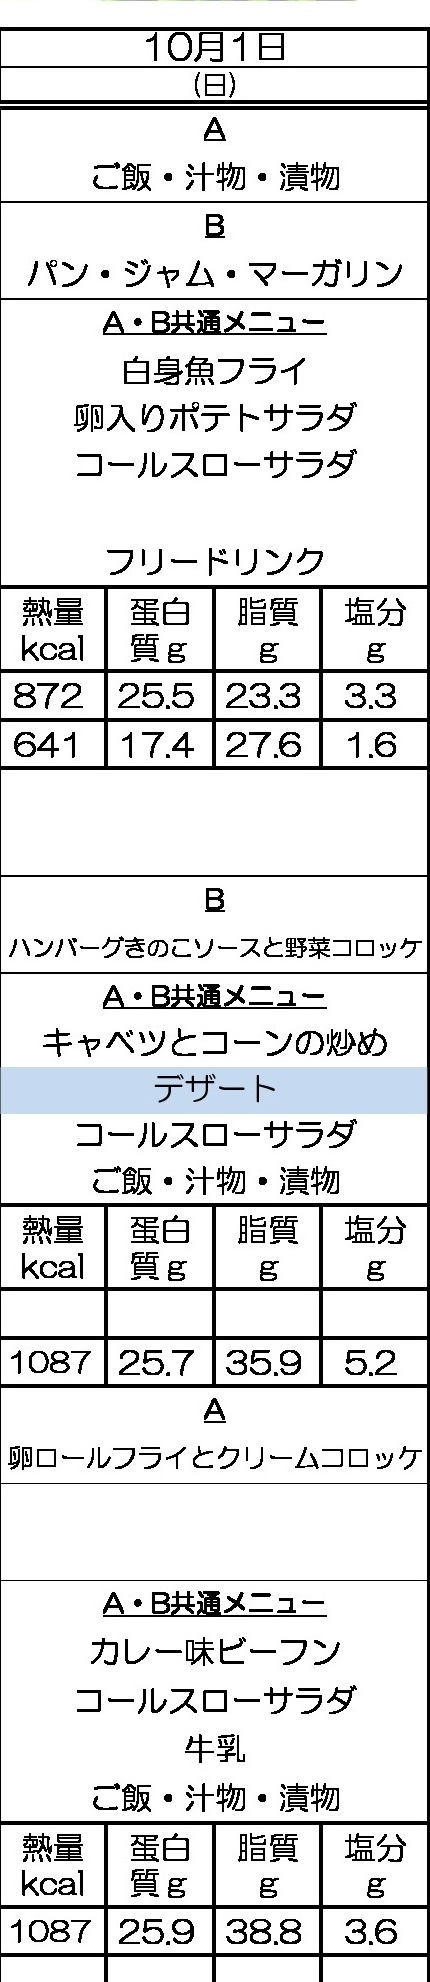 10月1日
(日)
A
ご飯・汁物・漬物
B
パン・ジャム・マーガリン
A・B共通メニュー
白身魚フライ
卵入りポテトサラダ
コールスローサラダ
フリードリンク
熱量 蛋白 脂質 塩分
kcal 質g g g
872 25.5 23.3 3.3
641 17.4 27.6 1.6
B
ハンバーグきのこソースと野菜コロッケ
A・B共通メニュー
キャベツとコーンの炒め
デザート
コールスローサラダ
ご飯・汁物・漬物
熱量 蛋白 脂質 塩分
kcal 質g g g
1087 25.7 35.9 5.2
A
卵ロールフライとクリームコロッケ
A・B共通メニュー
カレー味ビーフン
コールスローサラダ
牛乳
ご飯・汁物・漬物
熱量 蛋白 脂質 塩分
kcal 質g g g
1087 25.9 38.8 3.6